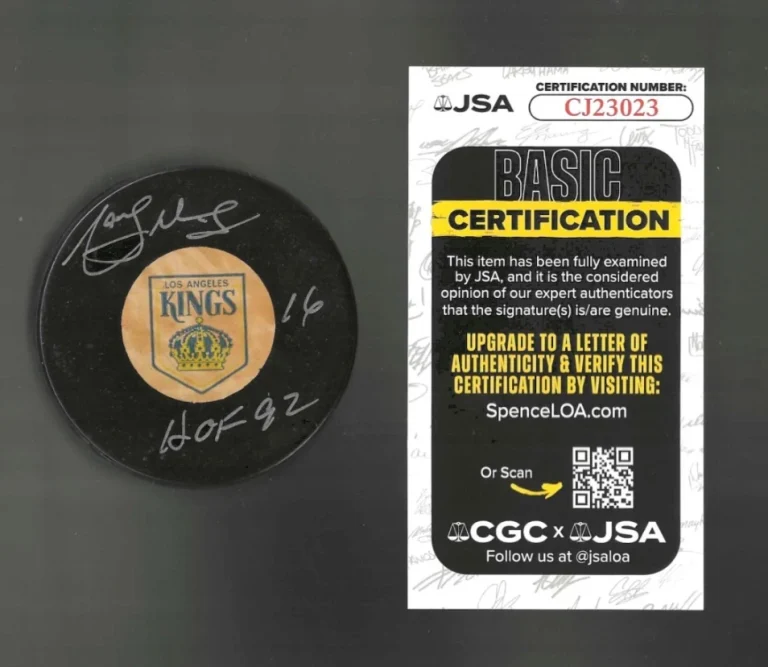 LOS ANGELES
KINGS
16
HOF 92
JSA
CERTIFICATION NUMBER:
CJ23023
BASIC
CERTIFICATION
This item has been fully examined
by JSA, and it is the considered
opinion of our expert authenticators
that the signature(s) is/are genuine.
UPGRADE TO A LETTER OF
AUTHENTICITY & VERIFY THIS
CERTIFICATION BY VISITING:
SpenceLOA.com
Or Scan
CGC x JSA
Follow us at @jsaloa